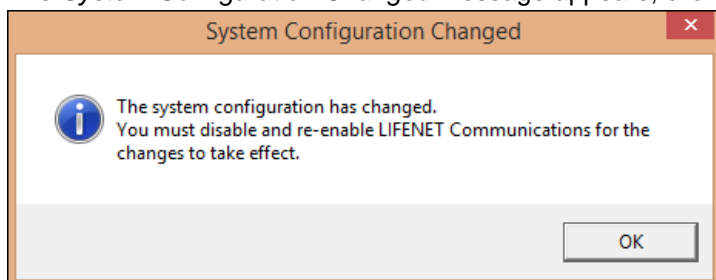 System Configuration Changed
The system configuration has changed.
You must disable and re-enable LIFENET Communications for the
changes to take effect.
OK